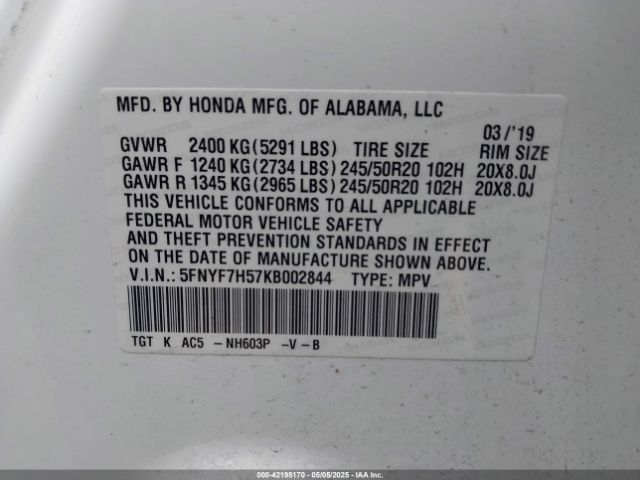 MFD. BY HONDA MFG. OF ALABAMA, LLC
03/'19
GVWR 2400 KG(5291 LBS) TIRE SIZE RIM SIZE
GAWR F 1240 KG(2734 LBS) 245/50R20 102H 20X8.0J
GAWR R 1345 KG(2965 LBS) 245/50R20 102H 20X8.0J
THIS VEHICLE CONFORMS TO ALL APPLICABLE
FEDERAL MOTOR VEHICLE SAFETY
AND THEFT PREVENTION STANDARDS IN EFFECT
ON THE DATE OF MANUFACTURE SHOWN ABOVE.
V.I.N.: 5FNYF7H57KB002844 TYPE: MPV
TGT K AC5 -NH603P -V-B
000-42195170 - 05/05/2025 - IAAI.com